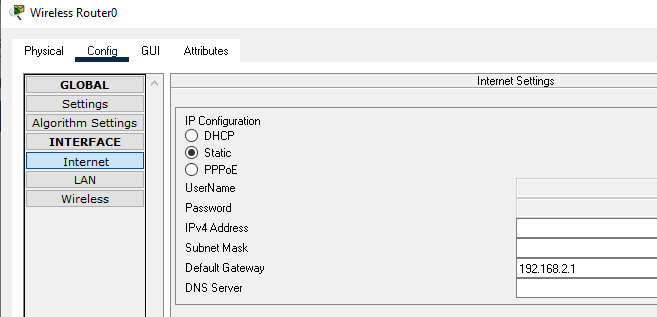 Wireless Router0
Physical Config GUI Attributes
GLOBAL
Settings
Algorithm Settings
INTERFACE
Internet
LAN
Wireless
Internet Settings
IP Configuration
DHCP
Static
PPPoE
UserName
Password
IPv4 Address
Subnet Mask
Default Gateway 192.168.2.1
DNS Server